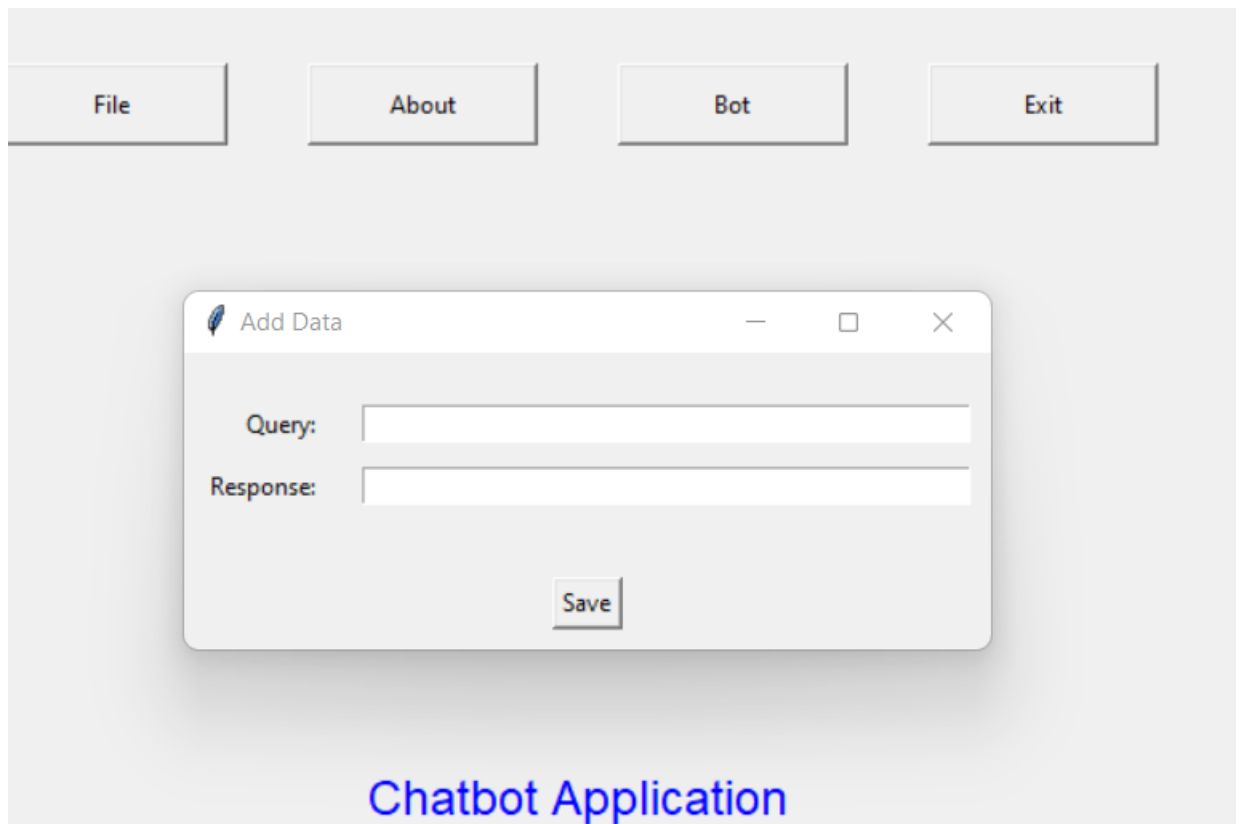 File About Bot Exit
Add Data
Query:
Response:
Save
Chatbot Application